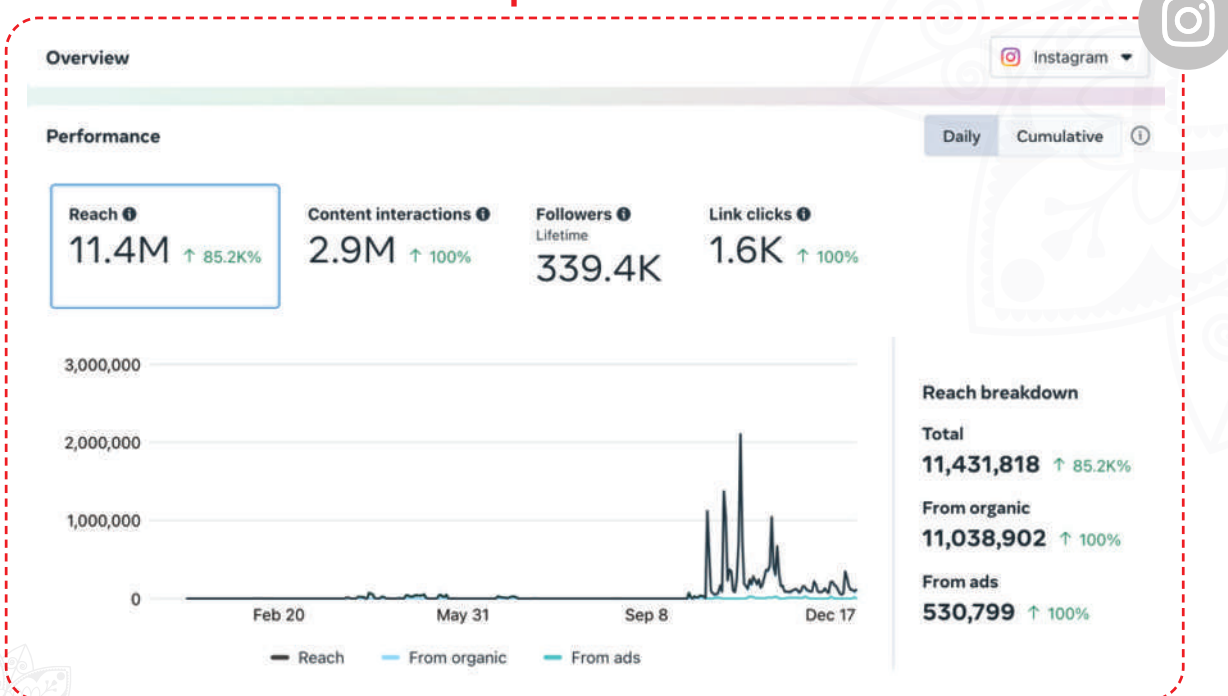 Overview
Instagram
Performance
Daily Cumulative
Reach
11.4M ↑ 85.2K%
Content interactions
2.9M ↑ 100%
Followers
Lifetime
339.4K
Link clicks
1.6K ↑ 100%
3,000,000
2,000,000
1,000,000
0
Feb 20 May 31 Sep 8 Dec 17
Reach From organic From ads
Reach breakdown
Total
11,431,818 ↑ 85.2K%
From organic
11,038,902 ↑ 100%
From ads
530,799 ↑ 100%